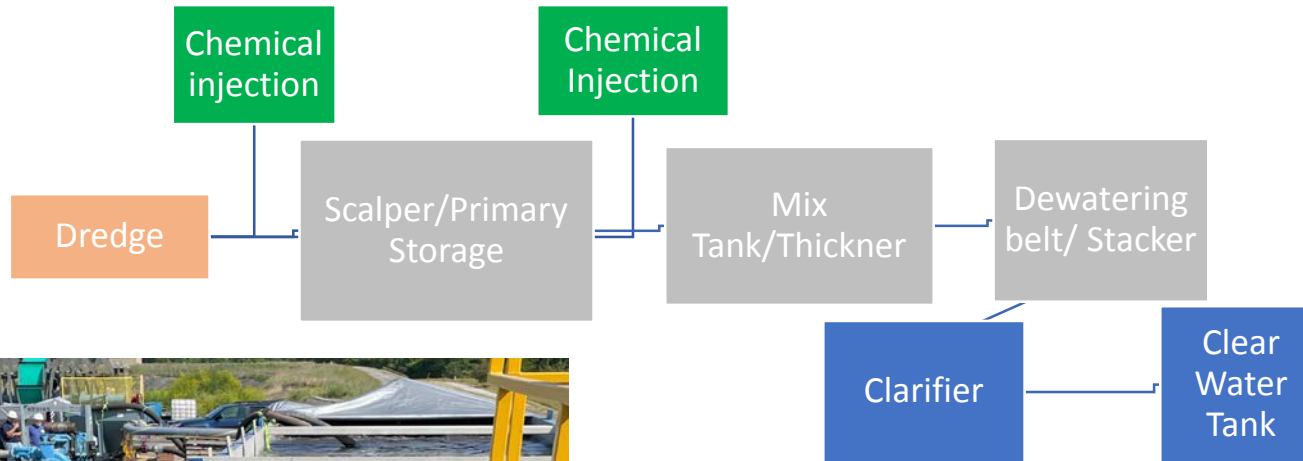 Chemical
injection
Chemical
Injection
Dredge
Scalper/Primary
Storage
Mix
Tank/Thickner
Dewatering
belt/ Stacker
Clarifier
Clear
Water
Tank